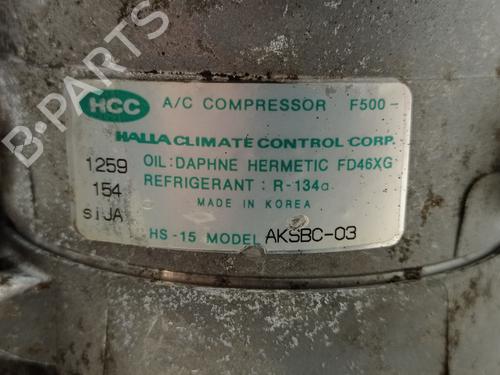 B-PARTS
HCC A/C COMPRESSOR F500-
HALLA CLIMATE CONTROL CORP.
1259 OIL:DAPHNE HERMETIC FD46XG
154 REFRIGERANT : R-134a
S1JA MADE IN KOREA
HS-15 MODEL AKSBC-03